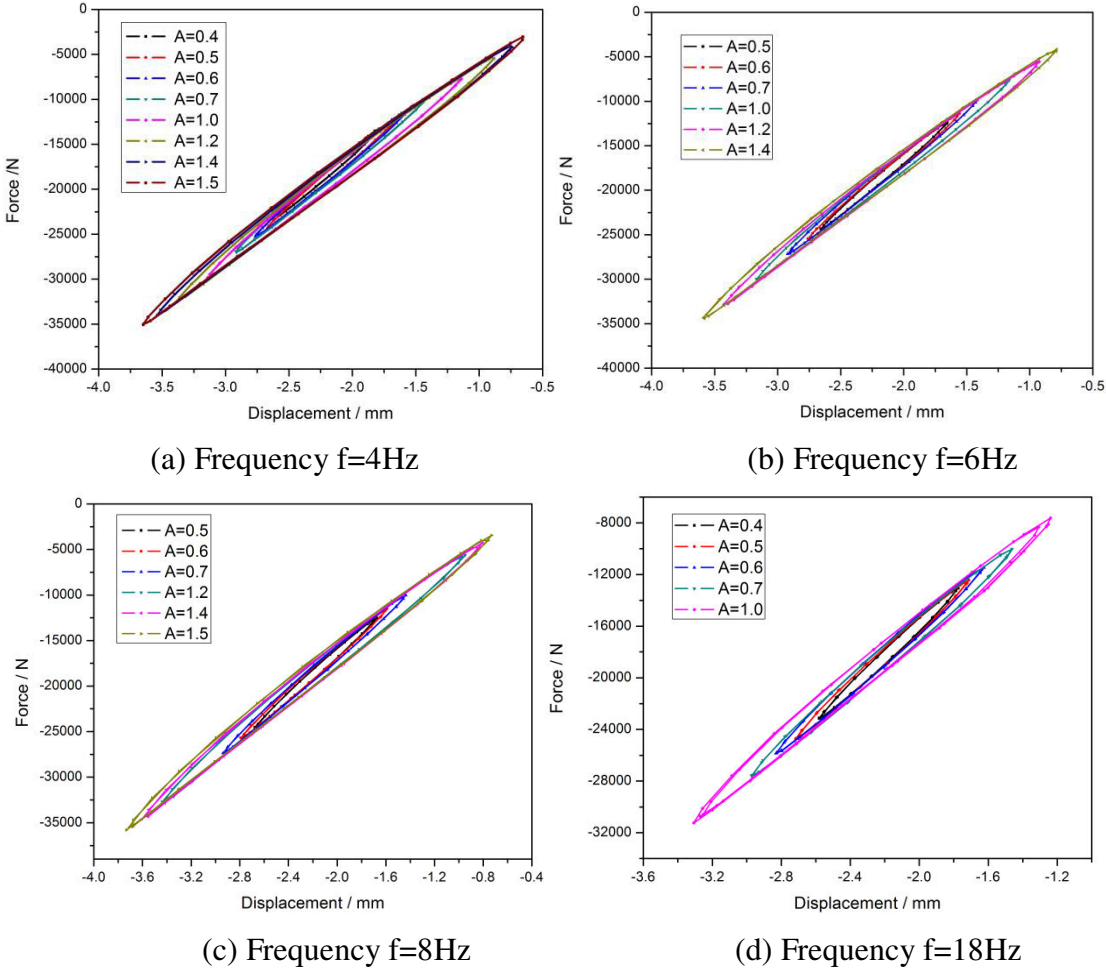 0
-5000
-10000
-15000
-20000
-25000
-30000
-35000
-40000
Force /N
A=0.4
A=0.5
A=0.6
A=0.7
A=1.0
A=1.2
A=1.4
A=1.5
-4.0 -3.5 -3.0 -2.5 -2.0 -1.5 -1.0 -0.5
Displacement / mm
(a) Frequency f=4Hz
0
-5000
-10000
-15000
-20000
-25000
-30000
-35000
-40000
Force / N
A=0.5
A=0.6
A=0.7
A=1.0
A=1.2
A=1.4
-4.0 -3.5 -3.0 -2.5 -2.0 -1.5 -1.0 -0.5
Displacement / mm
(b) Frequency f=6Hz
0
-5000
-10000
-15000
-20000
-25000
-30000
-35000
Force / N
A=0.5
A=0.6
A=0.7
A=1.2
A=1.4
A=1.5
-4.0 -3.6 -3.2 -2.8 -2.4 -2.0 -1.6 -1.2 -0.8 -0.4
Displacement / mm
(c) Frequency f=8Hz
-8000
-12000
-16000
-20000
-24000
-28000
-32000
Force / N
A=0.4
A=0.5
A=0.6
A=0.7
A=1.0
-3.6 -3.2 -2.8 -2.4 -2.0 -1.6 -1.2
Displacement / mm
(d) Frequency f=18Hz